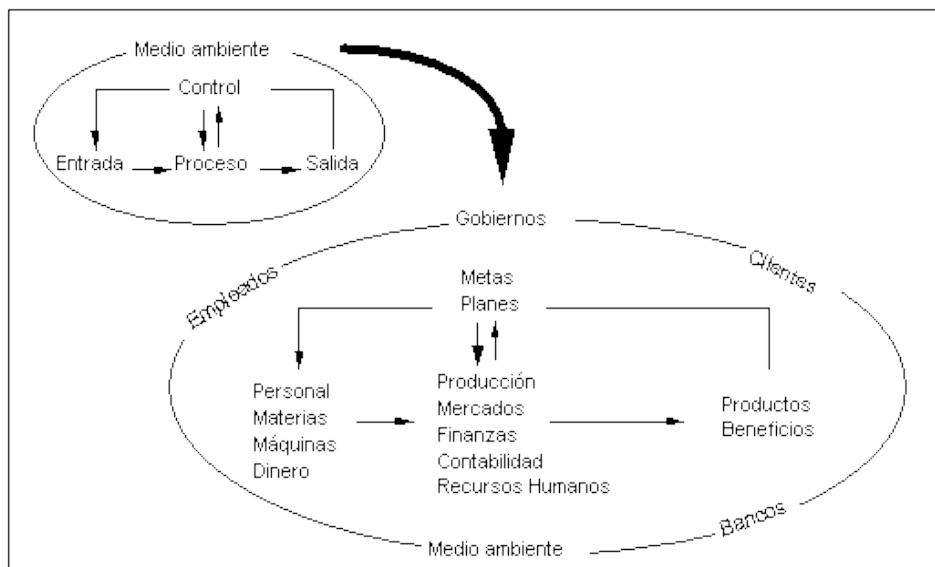 Medio ambiente
Control
Entrada
Proceso
Salida
Gobiernos
Empleados
Clientes
Metas
Planes
Personal
Materias
Máquinas
Dinero
Producción
Mercados
Finanzas
Contabilidad
Recursos Humanos
Productos
Beneficios
Bancos
Medio ambiente